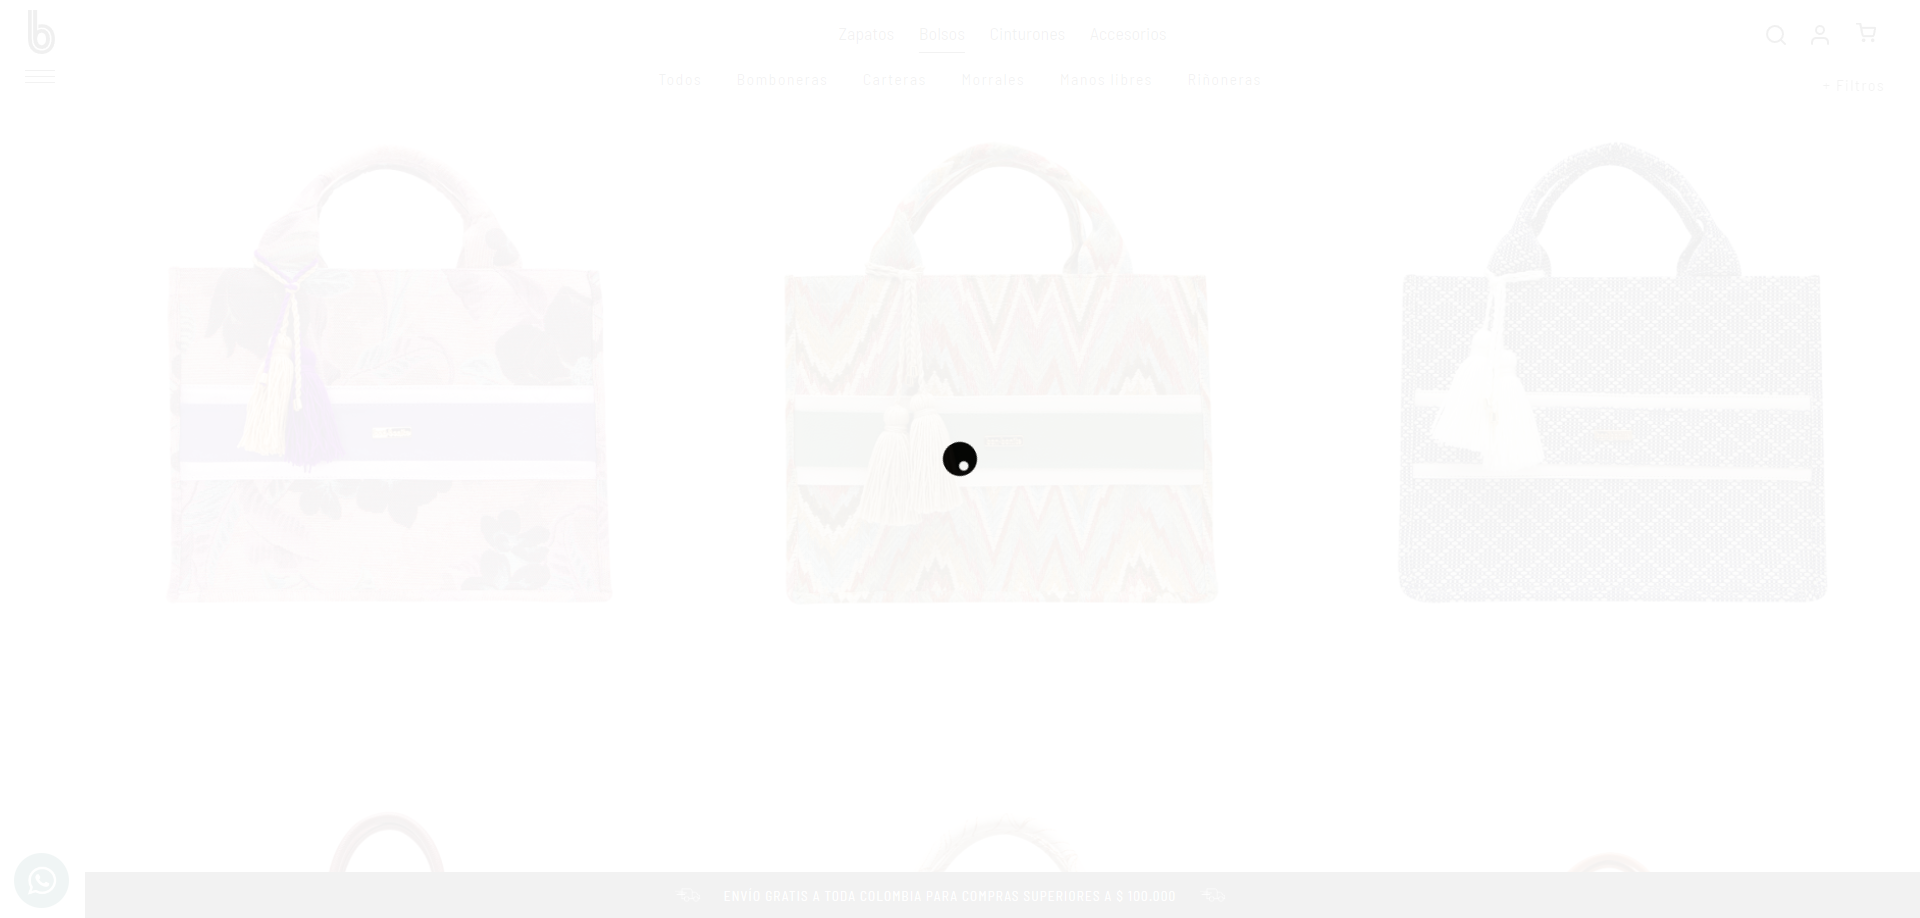 Zapatos Bolsos Cinturones Accesorios
Todos Bomboneras Carteras Morrales Manos libres Riñoneras
+ Filtros
ENVÍO GRATIS A TODA COLOMBIA PARA COMPRAS SUPERIORES A $ 100.000